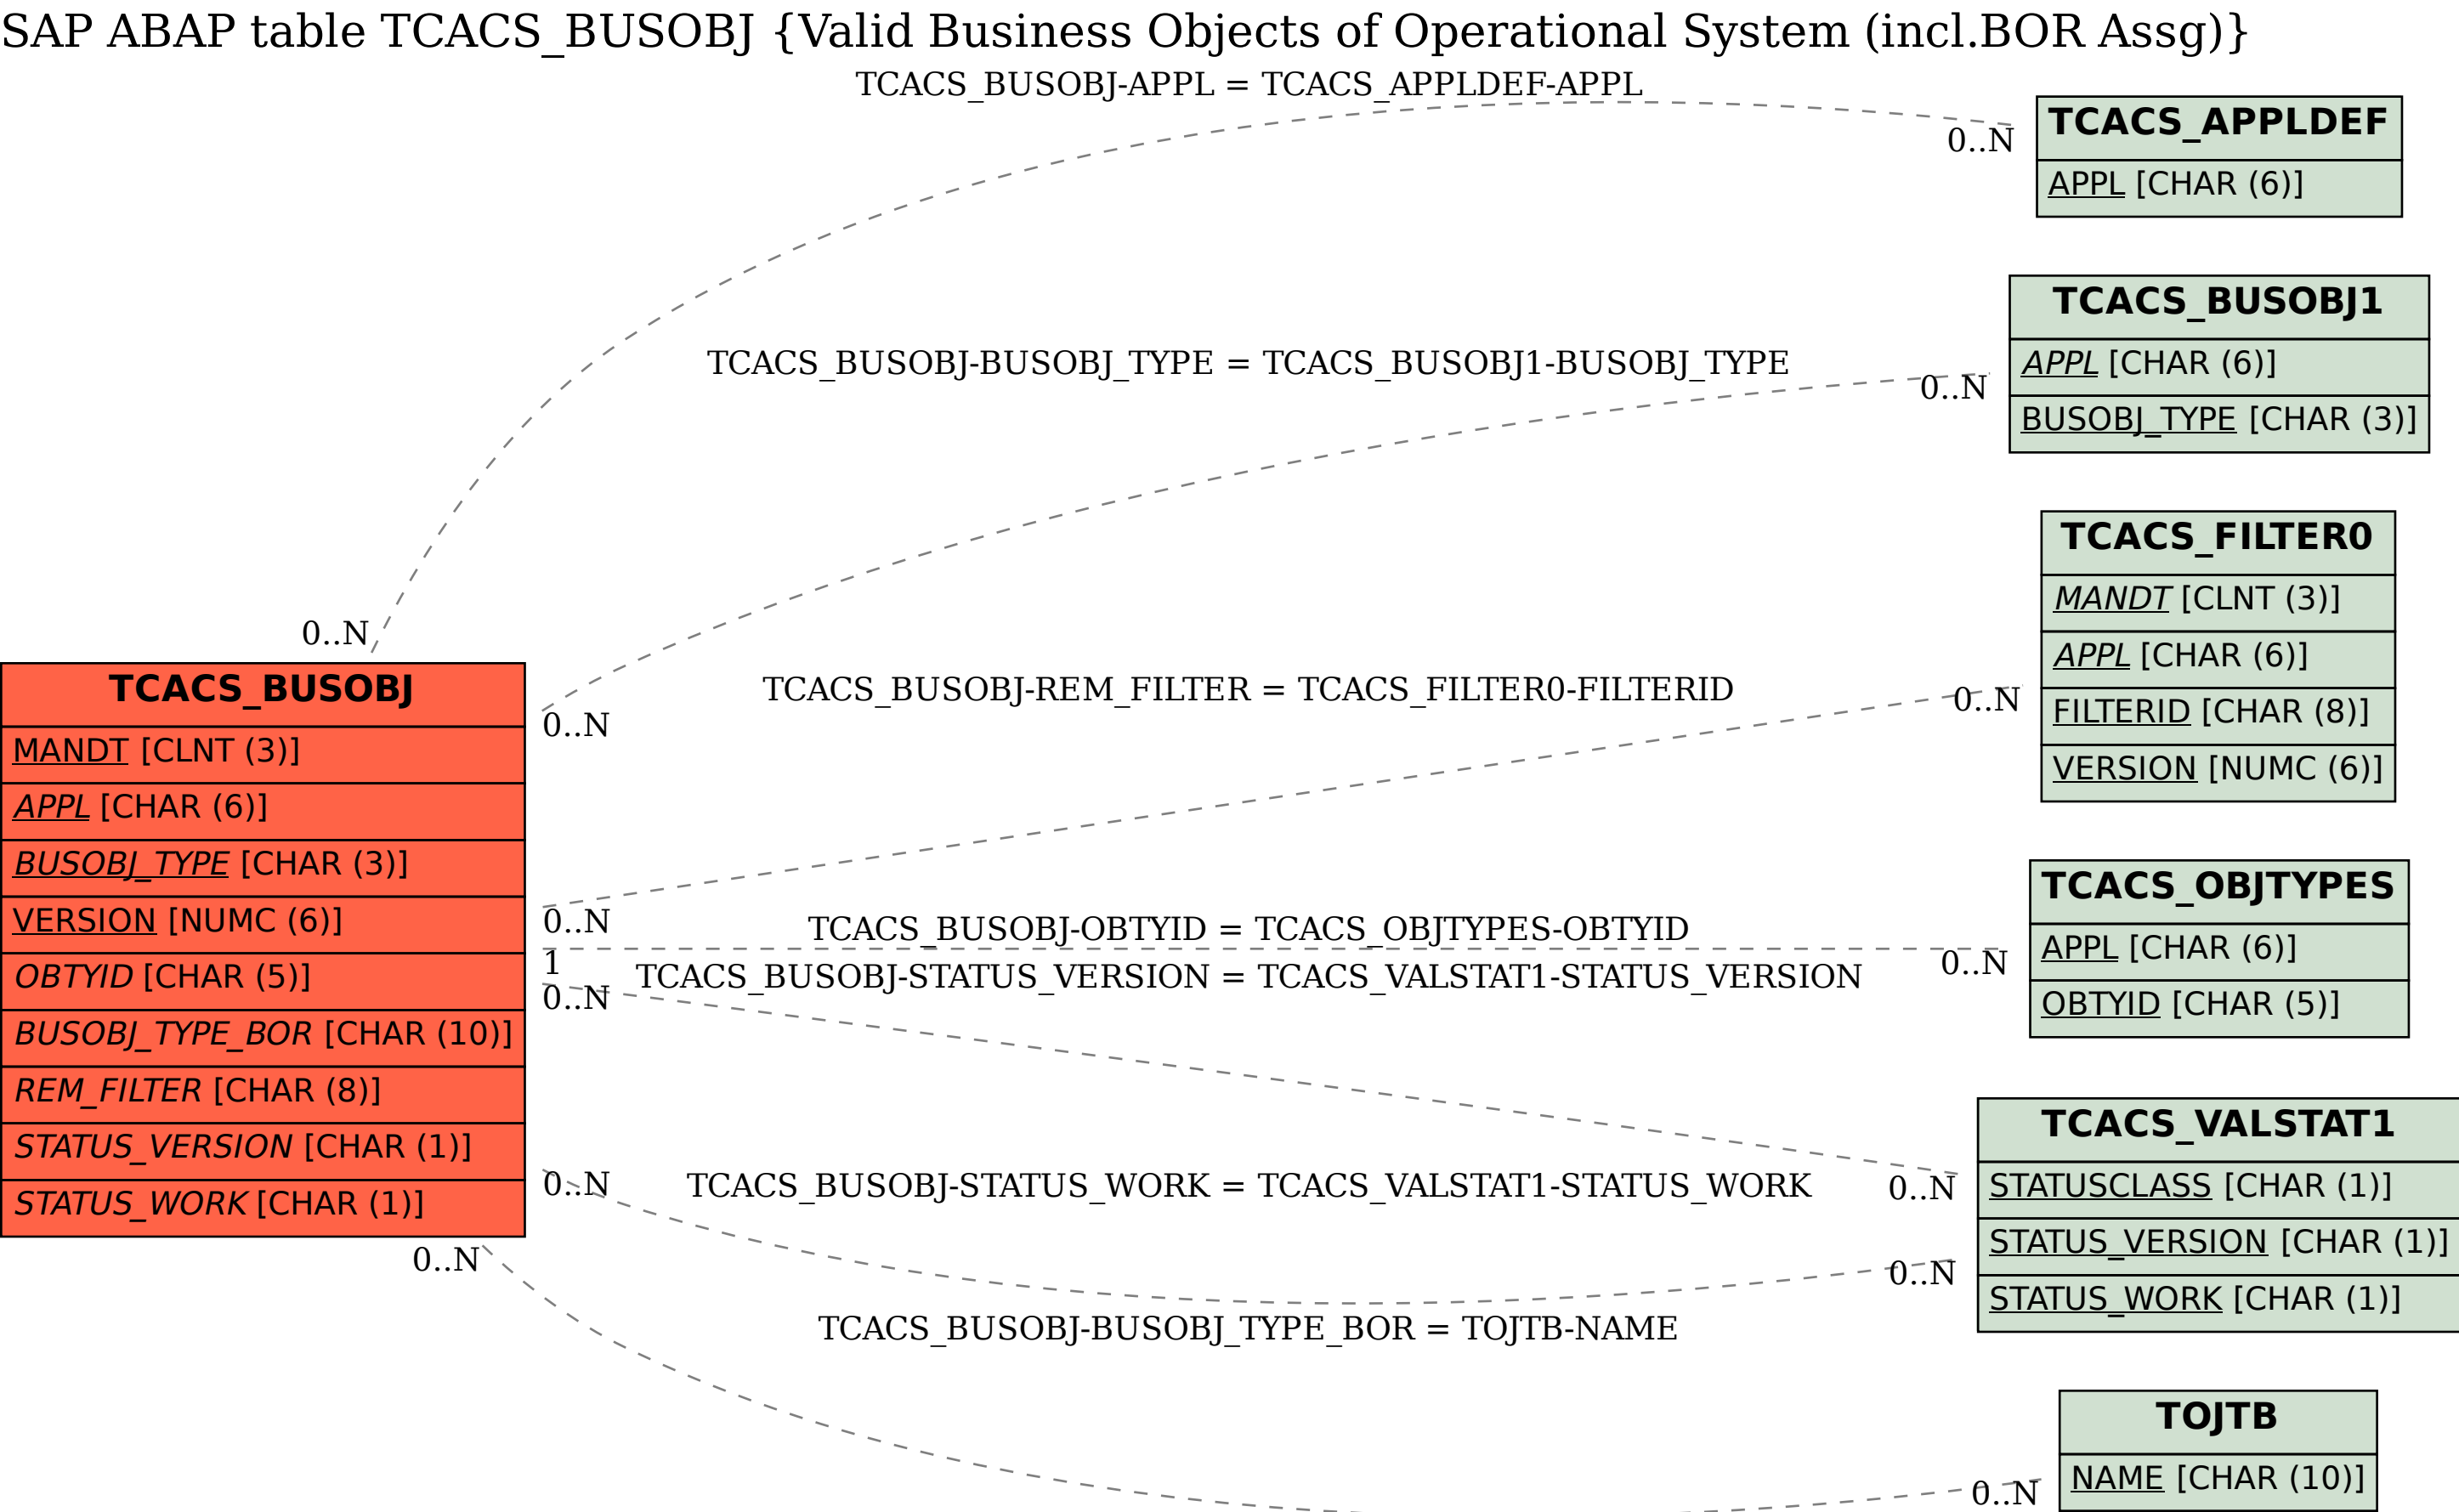 SAP ABAP table TCACS_BUSOBJ {Valid Business Objects of Operational System (incl.BOR Assg)}
TCACS_BUSOBJ-APPL = TCACS_APPLDEF-APPL
0..N
0..N
TCACS_APPLDEF
APPL [CHAR (6)]
TCACS_BUSOBJ-BUSOBJ_TYPE = TCACS_BUSOBJ1-BUSOBJ_TYPE
0..N
0..N
TCACS_BUSOBJ1
APPL [CHAR (6)]
BUSOBJ_TYPE [CHAR (3)]
TCACS_BUSOBJ-REM_FILTER = TCACS_FILTER0-FILTERID
0..N
0..N
TCACS_FILTER0
MANDT [CLNT (3)]
APPL [CHAR (6)]
FILTERID [CHAR (8)]
VERSION [NUMC (6)]
TCACS_BUSOBJ
MANDT [CLNT (3)]
APPL [CHAR (6)]
BUSOBJ_TYPE [CHAR (3)]
VERSION [NUMC (6)]
OBTYID [CHAR (5)]
BUSOBJ_TYPE_BOR [CHAR (10)]
REM_FILTER [CHAR (8)]
STATUS_VERSION [CHAR (1)]
STATUS_WORK [CHAR (1)]
TCACS_BUSOBJ-OBTYID = TCACS_OBJTYPES-OBTYID
1
0..N
TCACS_OBJTYPES
APPL [CHAR (6)]
OBTYID [CHAR (5)]
TCACS_BUSOBJ-STATUS_VERSION = TCACS_VALSTAT1-STATUS_VERSION
0..N
0..N
TCACS_VALSTAT1
STATUSCLASS [CHAR (1)]
STATUS_VERSION [CHAR (1)]
STATUS_WORK [CHAR (1)]
TCACS_BUSOBJ-STATUS_WORK = TCACS_VALSTAT1-STATUS_WORK
0..N
0..N
TCACS_BUSOBJ-BUSOBJ_TYPE_BOR = TOJTB-NAME
0..N
0..N
TOJTB
NAME [CHAR (10)]